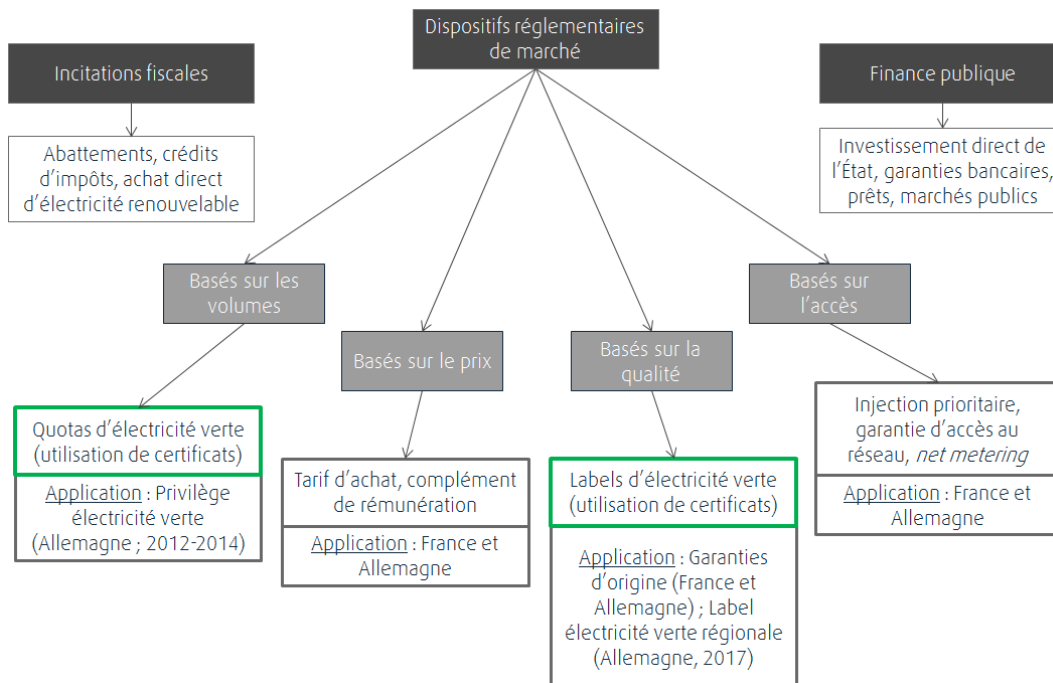 Dispositifs réglementaires
de marché
Incitations fiscales
Finance publique
Abattements, crédits
d'impôts, achat direct
d'électricité renouvelable
Investissement direct de
l'État, garanties bancaires,
prêts, marchés publics
Basés sur les
volumes
Basés sur le prix
Basés sur la
qualité
Basés sur
l'accès
Quotas d'électricité verte
(utilisation de certificats)
Application : Privilège
électricité verte
(Allemagne ; 2012-2014)
Tarif d'achat, complément
de rémunération
Application : France et
Allemagne
Labels d'électricité verte
(utilisation de certificats)
Application : Garanties
d'origine (France et
Allemagne) ; Label
électricité verte régionale
(Allemagne, 2017)
Injection prioritaire,
garantie d'accès au
réseau, net metering
Application : France et
Allemagne